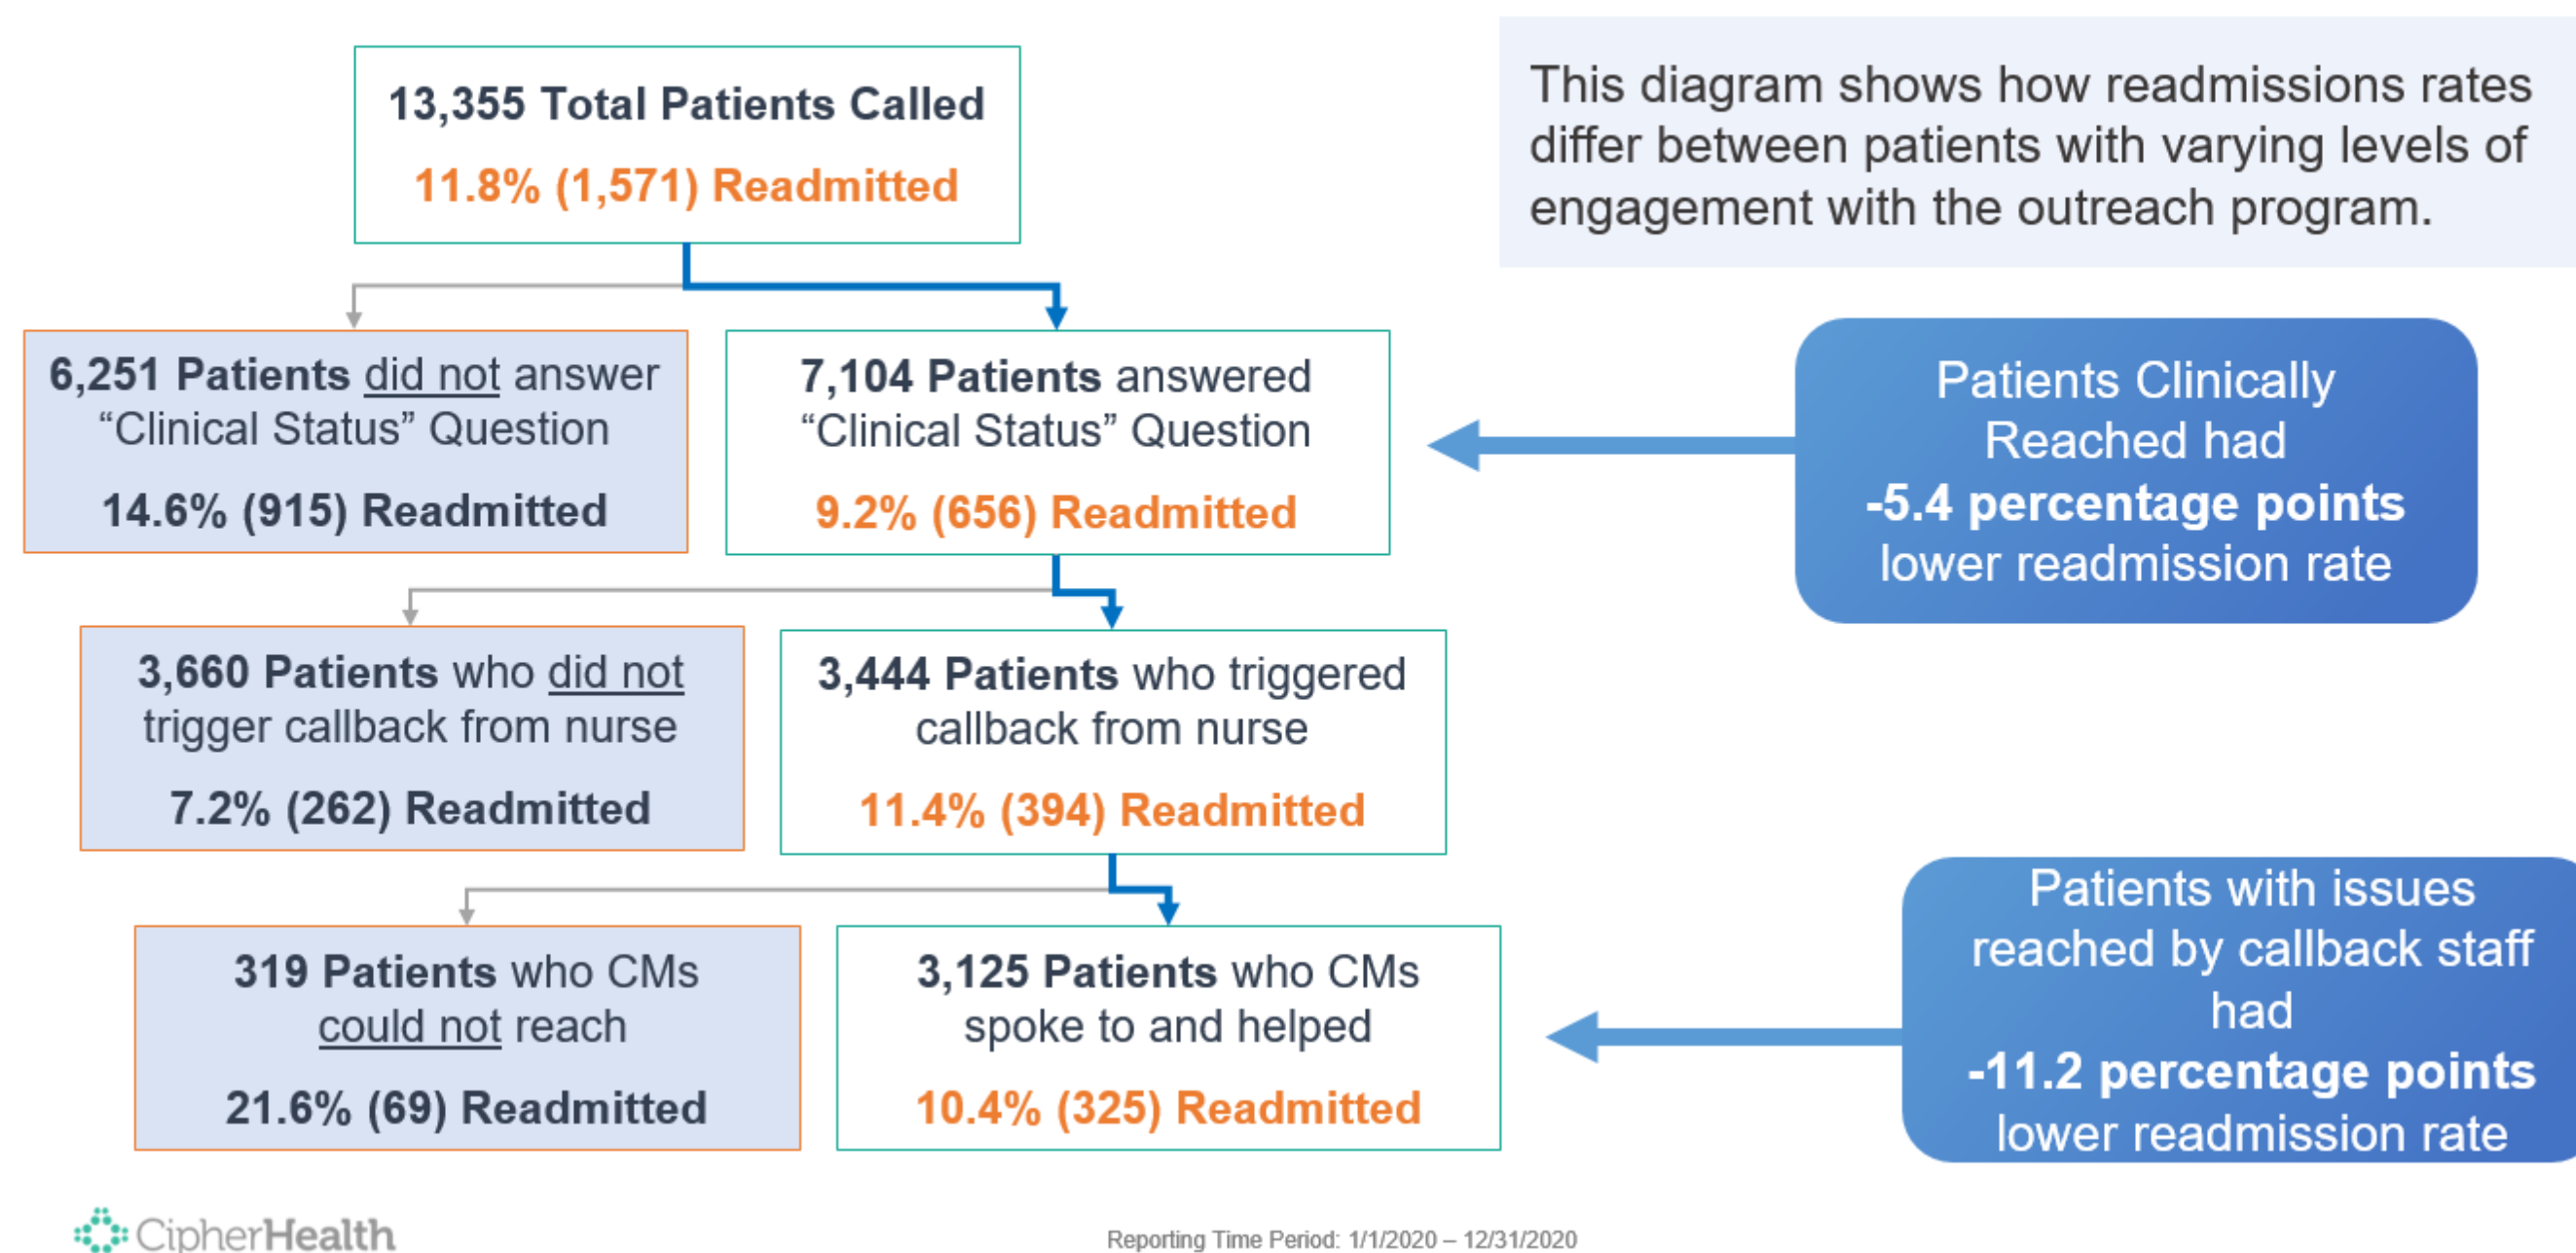 13,355 Total Patients Called
11.8% (1,571) Readmitted
This diagram shows how readmissions rates
differ between patients with varying levels of
engagement with the outreach program.
6,251 Patients did not answer
“Clinical Status” Question
14.6% (915) Readmitted
7,104 Patients answered
“Clinical Status” Question
9.2% (656) Readmitted
Patients Clinically
Reached had
-5.4 percentage points
lower readmission rate
3,660 Patients who did not
trigger callback from nurse
7.2% (262) Readmitted
3,444 Patients who triggered
callback from nurse
11.4% (394) Readmitted
319 Patients who CMs
could not reach
21.6% (69) Readmitted
3,125 Patients who CMs
spoke to and helped
10.4% (325) Readmitted
Patients with issues
reached by callback staff
had
-11.2 percentage points
lower readmission rate
CipherHealth
Reporting Time Period: 1/1/2020 – 12/31/2020